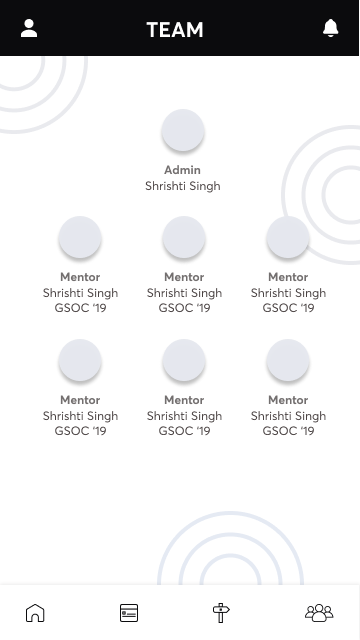 TEAM
Admin
Shrishti Singh
Mentor Mentor Mentor
Shrishti Singh Shrishti Singh Shrishti Singh
GSOC ‘19 GSOC ‘19 GSOC ‘19
Mentor Mentor Mentor
Shrishti Singh Shrishti Singh Shrishti Singh
GSOC ‘19 GSOC ‘19 GSOC ‘19